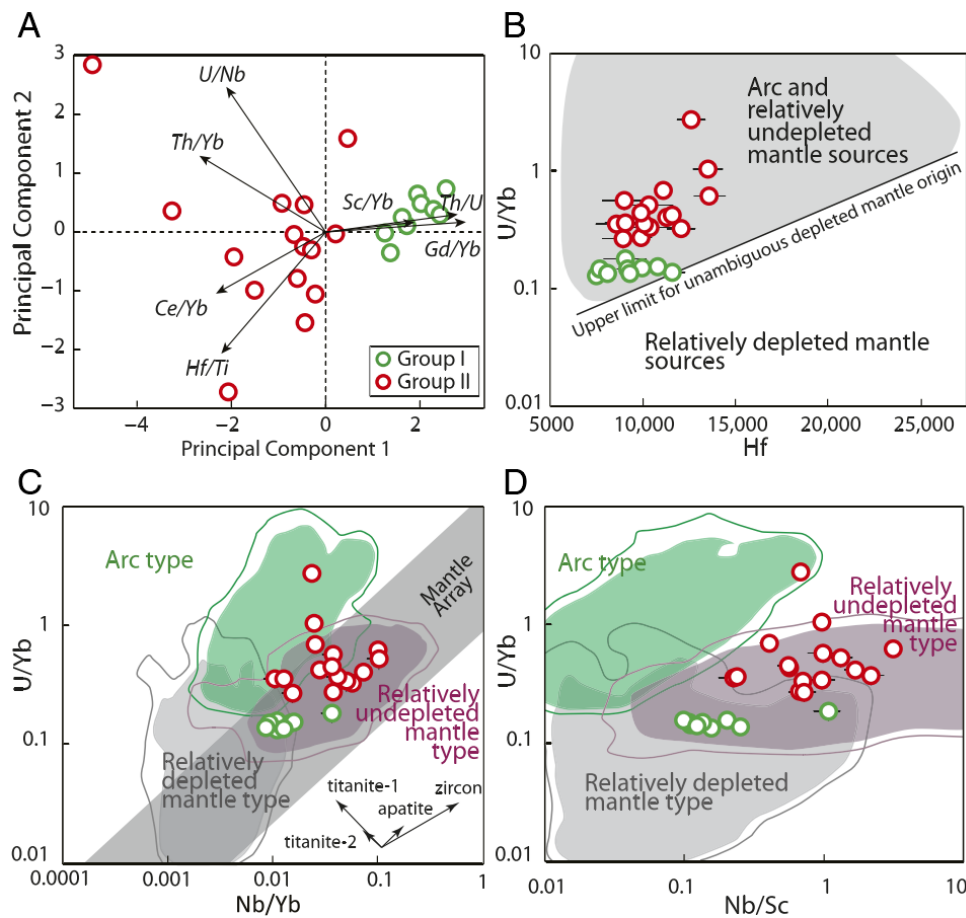 A
3
2
1
0
−1
−2
−3
−4
−2
0
2
Principal Component 2
Principal Component 1
U/Nb
Th/Yb
Sc/Yb
Th/U
Gd/Yb
Ce/Yb
Hf/Ti
Group I
Group II
B
10
1
0.1
0.01
5000
10,000
15,000
20,000
25,000
U/Yb
Hf
Arc and
relatively
undepleted
mantle sources
Upper limit for unambiguous depleted mantle origin
Relatively depleted mantle
sources
C
10
1
0.1
0.01
0.0001
0.001
0.01
0.1
1
U/Yb
Nb/Yb
Arc type
Mantle
Array
Relatively
undepleted
mantle
type
Relatively
depleted
mantle type
titanite-1
zircon
apatite
titanite-2
D
10
1
0.1
0.01
0.01
0.1
1
10
U/Yb
Nb/Sc
Arc type
Relatively
undepleted
mantle
type
Relatively depleted
mantle type